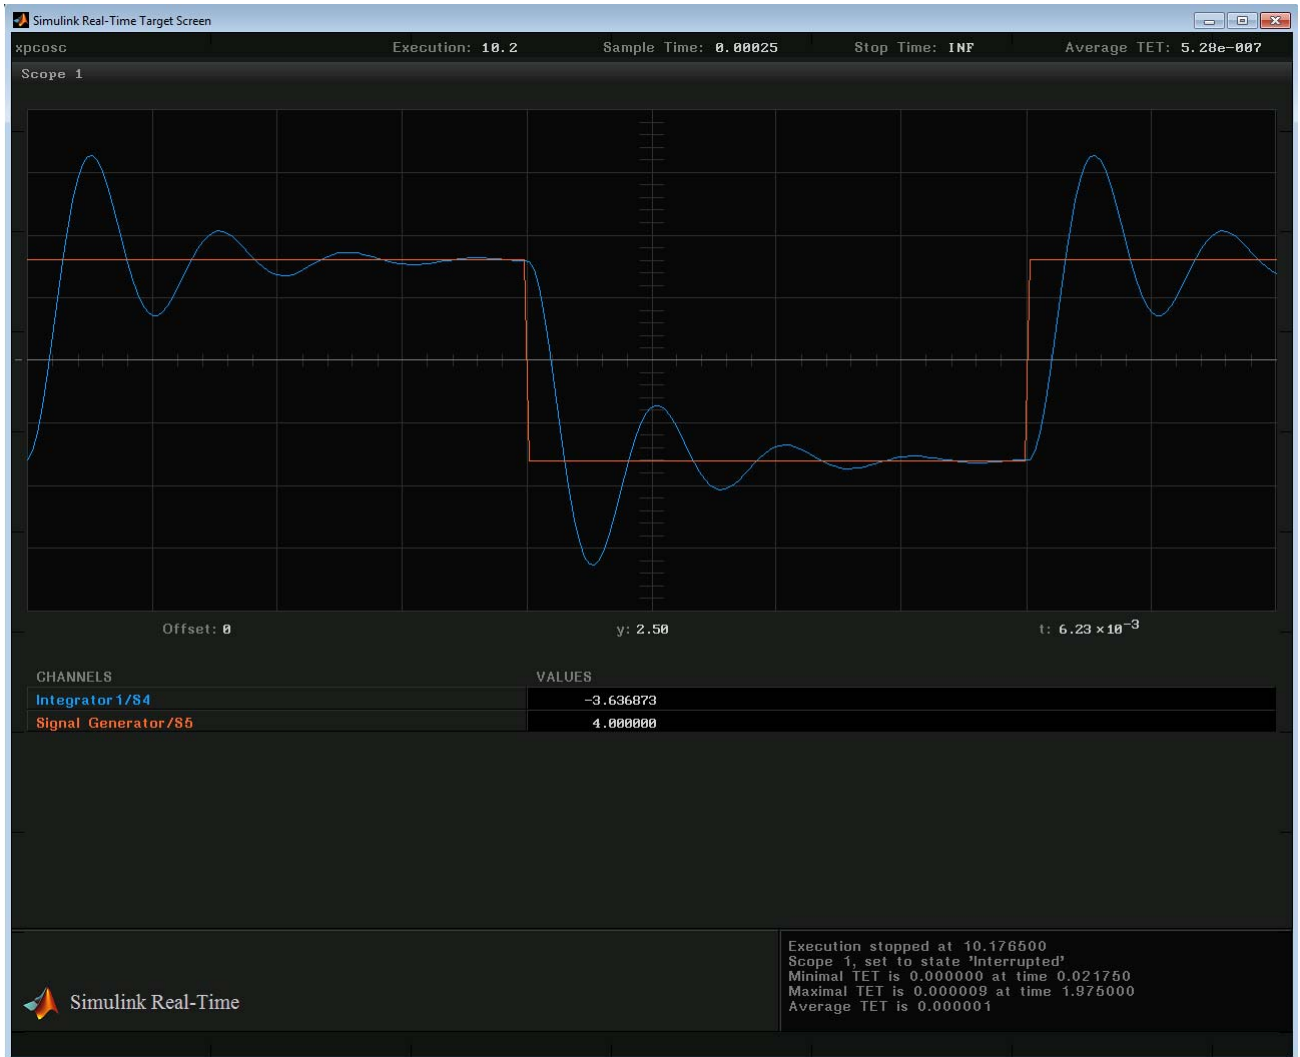 Simulink Real-Time Target Screen
xpcosc Execution: 10.2 Sample Time: 0.00025 Stop Time: INF Average TET: 5.28e-007
Scope 1
Offset: 0 y: 2.50 t: 6.23 ×10⁻³
CHANNELS VALUES
Integrator1/S4 -3.636873
Signal Generator/S5 4.000000
Execution stopped at 10.176500
Scope 1, set to state 'Interrupted'
Minimal TET is 0.000000 at time 0.021750
Maximal TET is 0.000009 at time 1.975000
Average TET is 0.000001
Simulink Real-Time